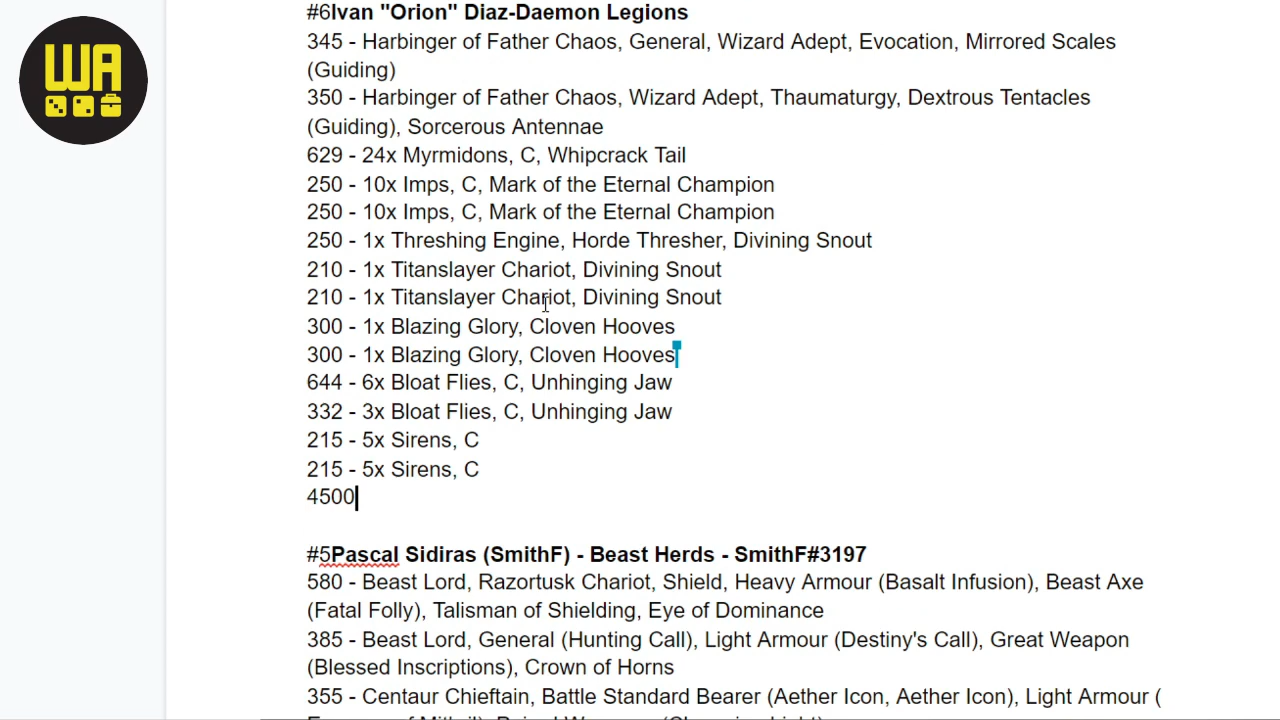 WA
#6Ivan "Orion" Diaz-Daemon Legions
345 - Harbinger of Father Chaos, General, Wizard Adept, Evocation, Mirrored Scales
(Guiding)
350 - Harbinger of Father Chaos, Wizard Adept, Thaumaturgy, Dextrous Tentacles
(Guiding), Sorcerous Antennae
629 - 24x Myrmidons, C, Whipcrack Tail
250 - 10x Imps, C, Mark of the Eternal Champion
250 - 10x Imps, C, Mark of the Eternal Champion
250 - 1x Threshing Engine, Horde Thresher, Divining Snout
210 - 1x Titanslayer Chariot, Divining Snout
210 - 1x Titanslayer Chariot, Divining Snout
300 - 1x Blazing Glory, Cloven Hooves
300 - 1x Blazing Glory, Cloven Hooves
644 - 6x Bloat Flies, C, Unhinging Jaw
332 - 3x Bloat Flies, C, Unhinging Jaw
215 - 5x Sirens, C
215 - 5x Sirens, C
4500
#5Pascal Sidiras (SmithF) - Beast Herds - SmithF#3197
580 - Beast Lord, Razortusk Chariot, Shield, Heavy Armour (Basalt Infusion), Beast Axe
(Fatal Folly), Talisman of Shielding, Eye of Dominance
385 - Beast Lord, General (Hunting Call), Light Armour (Destiny's Call), Great Weapon
(Blessed Inscriptions), Crown of Horns
355 - Centaur Chieftain, Battle Standard Bearer (Aether Icon, Aether Icon), Light Armour (